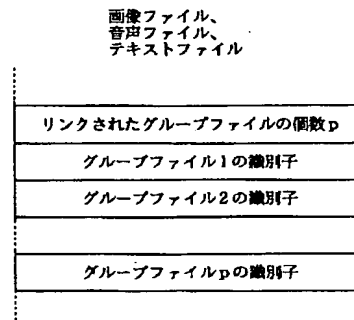 画像ファイル、
音声ファイル、
テキストファイル
リンクされたグループファイルの個数p
グループファイル1の識別子
グループファイル2の識別子
グループファイルpの識別子